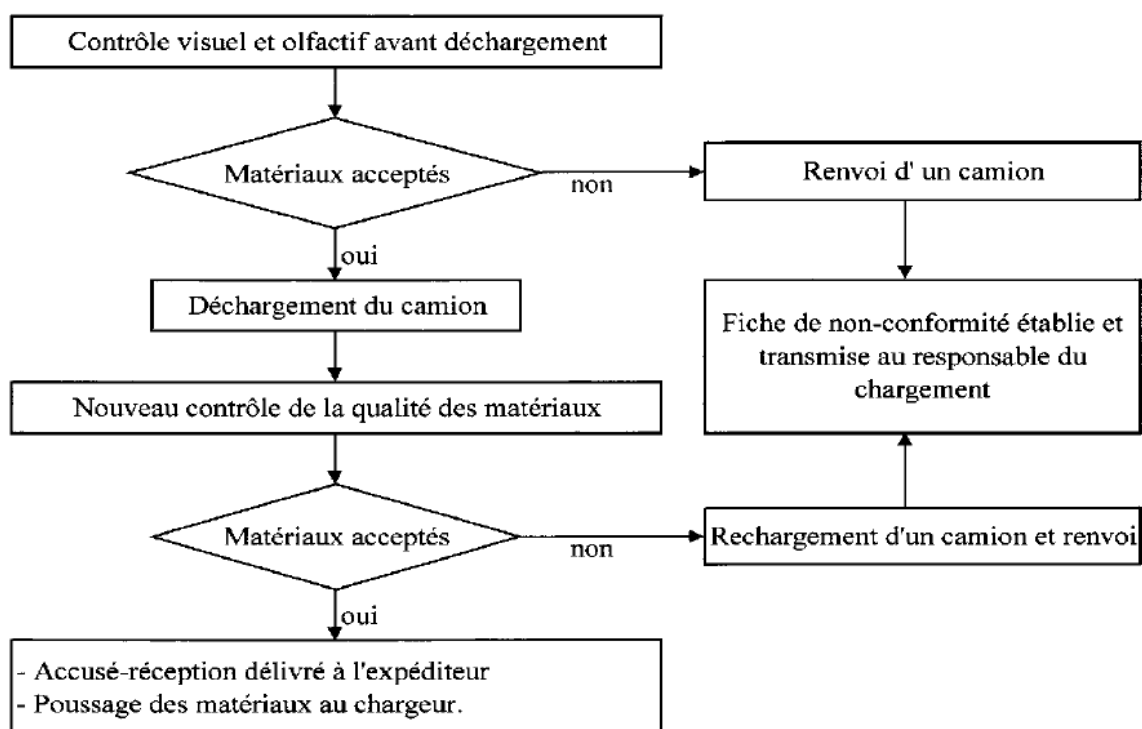 Contrôle visuel et olfactif avant déchargement
Matériaux acceptés
non
Renvoi d' un camion
oui
Déchargement du camion
Fiche de non-conformité établie et
transmise au responsable du
chargement
Nouveau contrôle de la qualité des matériaux
Matériaux acceptés
non
Rechargement d'un camion et renvoi
oui
- Accusé-réception délivré à l'expéditeur
- Poussage des matériaux au chargeur.